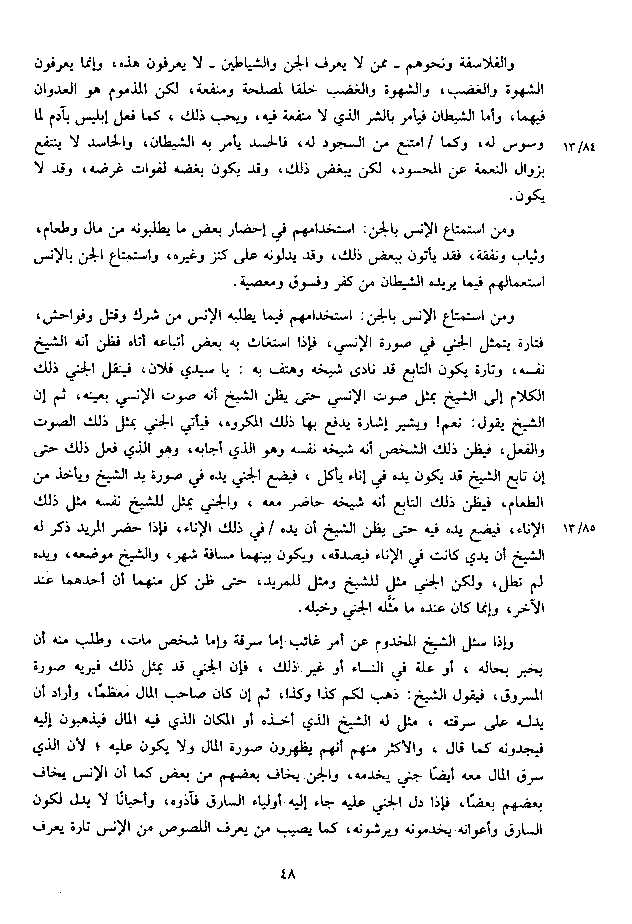 والفلاسفة ونحوهم ـ ممن لا يعرف الجن والشياطين ـ لا يعرفون هذه، وإنما يعرفون
الشهوة والغضب، والشهوة والغضب خلقا لمصلحة ومنفعة، لكن المذموم هو العدوان
فيهما، وأما الشيطان فيأمر بالشر الذي لا منفعة فيه، ويحب ذلك ، كما فعل إبليس بآدم لما
١٣/٨٤ وسوس له، وكما / امتنع من السجود له، فالحسد يأمر به الشيطان، والحاسد لا ينتفع
بزوال النعمة عن المحسود، لكن يبغض ذلك، وقد يكون بغضه لفوات غرضه، وقد لا
يكون.
ومن استمتاع الإنس بالجن: استخدامهم في إحضار بعض ما يطلبونه من مال وطعام،
وثياب ونفقة، فقد يأتون ببعض ذلك، وقد يدلونه على كنز وغيره، واستمتاع الجن بالإنس
استعمالهم فيما يريده الشيطان من كفر وفسوق ومعصية.
ومن استمتاع الإنس بالجن: استخدامهم فيما يطلبه الإنس من شرك وقتل وفواحش،
فتارة يتمثل الجني في صورة الإنسي، فإذا استغاث به بعض أتباعه أتاه فظن أنه الشيخ
نفسه، وتارة يكون التابع قد نادى شيخه وهتف به : يا سيدي فلان، فينقل الجني ذلك
الكلام إلى الشيخ بمثل صوت الإنسي حتى يظن الشيخ أنه صوت الإنسي بعينه، ثم إن
الشيخ يقول: نعم! ويشير إشارة يدفع بها ذلك المكروه، فيأتي الجني بمثل ذلك الصوت
والفعل، فيظن ذلك الشخص أنه شيخه نفسه وهو الذي أجابه، وهو الذي فعل ذلك حتى
إن تابع الشيخ قد يكون يده في إناء يأكل ، فيضع الجني يده في صورة يد الشيخ ويأخذ من
الطعام، فيظن ذلك التابع أنه شيخه حاضر معه ، والجني يمثل للشيخ نفسه مثل ذلك
١٣/٨٥ الإناء، فيضع يده فيه حتى يظن الشيخ أن يده / في ذلك الإناء، فإذا حضر المريد ذكر له
الشيخ أن يدي كانت في الإناء فيصدقه، ويكون بينهما مسافة شهر، والشيخ موضعه، ويده
لم تطل، ولكن الجني مثل للشيخ ومثل للمريد، حتى ظن كل منهما أن أحدهما عند
الآخر، وإنما كان عنده ما مثَّله الجني وخيله.
وإذا سئل الشيخ المخدوم عن أمر غائب إما سرقة وإما شخص مات، وطلب منه أن
يخبر بحاله ، أو علة في النساء أو غير ذلك ، فإن الجني قد يمثل ذلك فيريه صورة
المسروق، فيقول الشيخ: ذهب لكم كذا وكذا، ثم إن كان صاحب المال معظمًا، وأراد أن
يدله على سرقته ، مثل له الشيخ الذي أخذه أو المكان الذي فيه المال فيذهبون إليه
فيجدونه كما قال ، والأكثر منهم أنهم يظهرون صورة المال ولا يكون عليه ؛ لأن الذي
سرق المال معه أيضًا جني يخدمه، والجن يخاف بعضهم من بعض كما أن الإنس يخاف
بعضهم بعضًا، فإذا دل الجني عليه جاء إليه أولياء السارق فآذوه، وأحيانًا لا يدل لكون
السارق وأعوانه يخدمونه ويرشونه، كما يصيب من يعرف اللصوص من الإنس تارة يعرف
٤٨